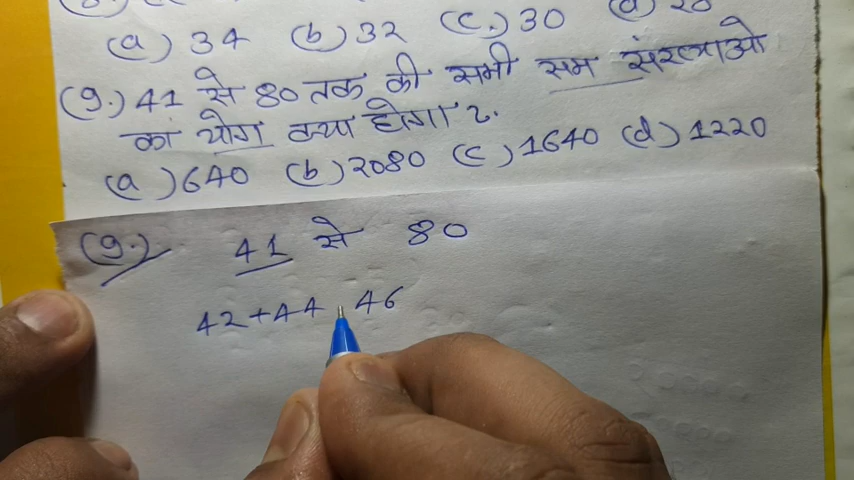 (a) 34 (b) 32 (c.) 30 (d) 20
(9.) 41 से 80 तक की सभी सम संख्याओ
का योग क्या होगा ?.
(a) 640 (b) 2080 (c) 1640 (d) 1220
(9.) 41 से 80
42+44 46